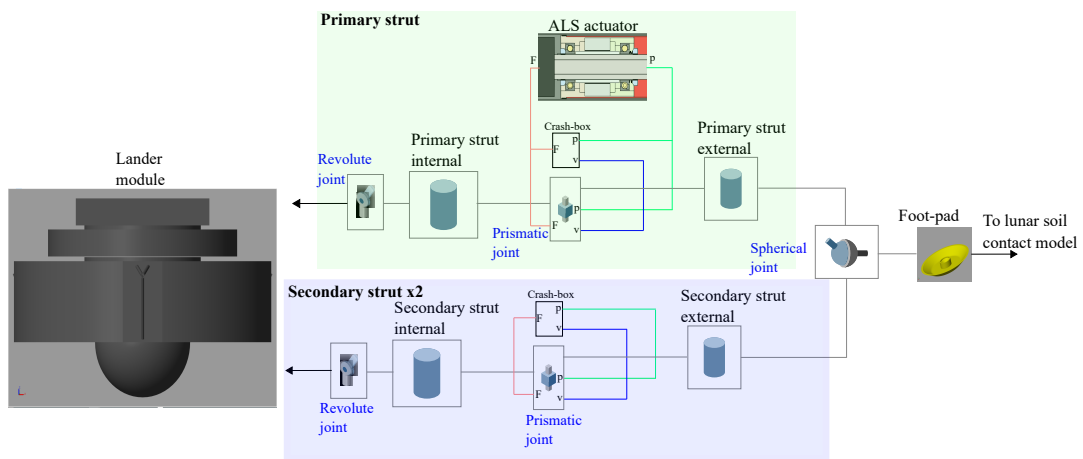 Primary strut
ALS actuator
F
p
Crash-box
p
F
v
Primary strut
internal
Primary strut
external
Revolute
joint
Lander
module
p
F
v
Prismatic
joint
Foot-pad
To lunar soil
contact model
Spherical
joint
Secondary strut x2
Crash-box
p
F
v
Secondary strut
internal
Secondary strut
external
p
F
v
Revolute
joint
Prismatic
joint